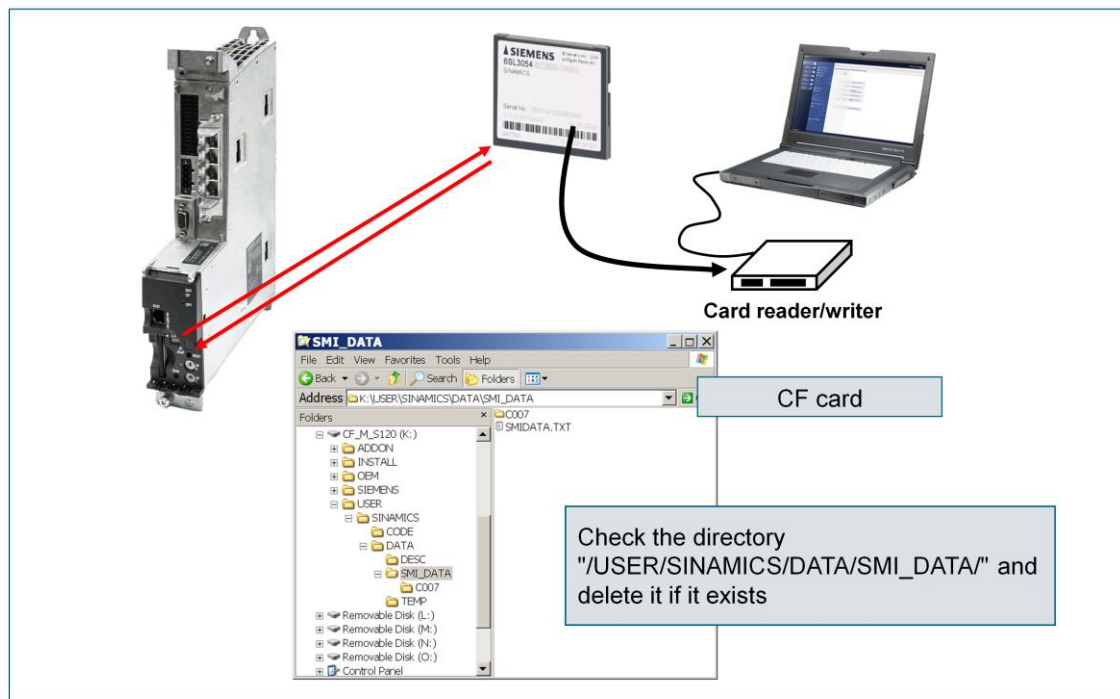 SIEMENS
6SL3054
SINAMICS
Serial No.
Card reader/writer
SMI_DATA
File Edit View Favorites Tools Help
Back Search Folders
Address K:\USER\SINAMICS\DATA\SMI_DATA
CF card
Folders
C007
SMIDATA.TXT
CF_M_S120 (K:)
ADDON
INSTALL
OEM
SIEMENS
USER
SINAMICS
CODE
DATA
DESC
SMI_DATA
C007
TEMP
Removable Disk (L:)
Removable Disk (M:)
Removable Disk (N:)
Removable Disk (O:)
Control Panel
Check the directory
"/USER/SINAMICS/DATA/SMI_DATA/" and
delete it if it exists